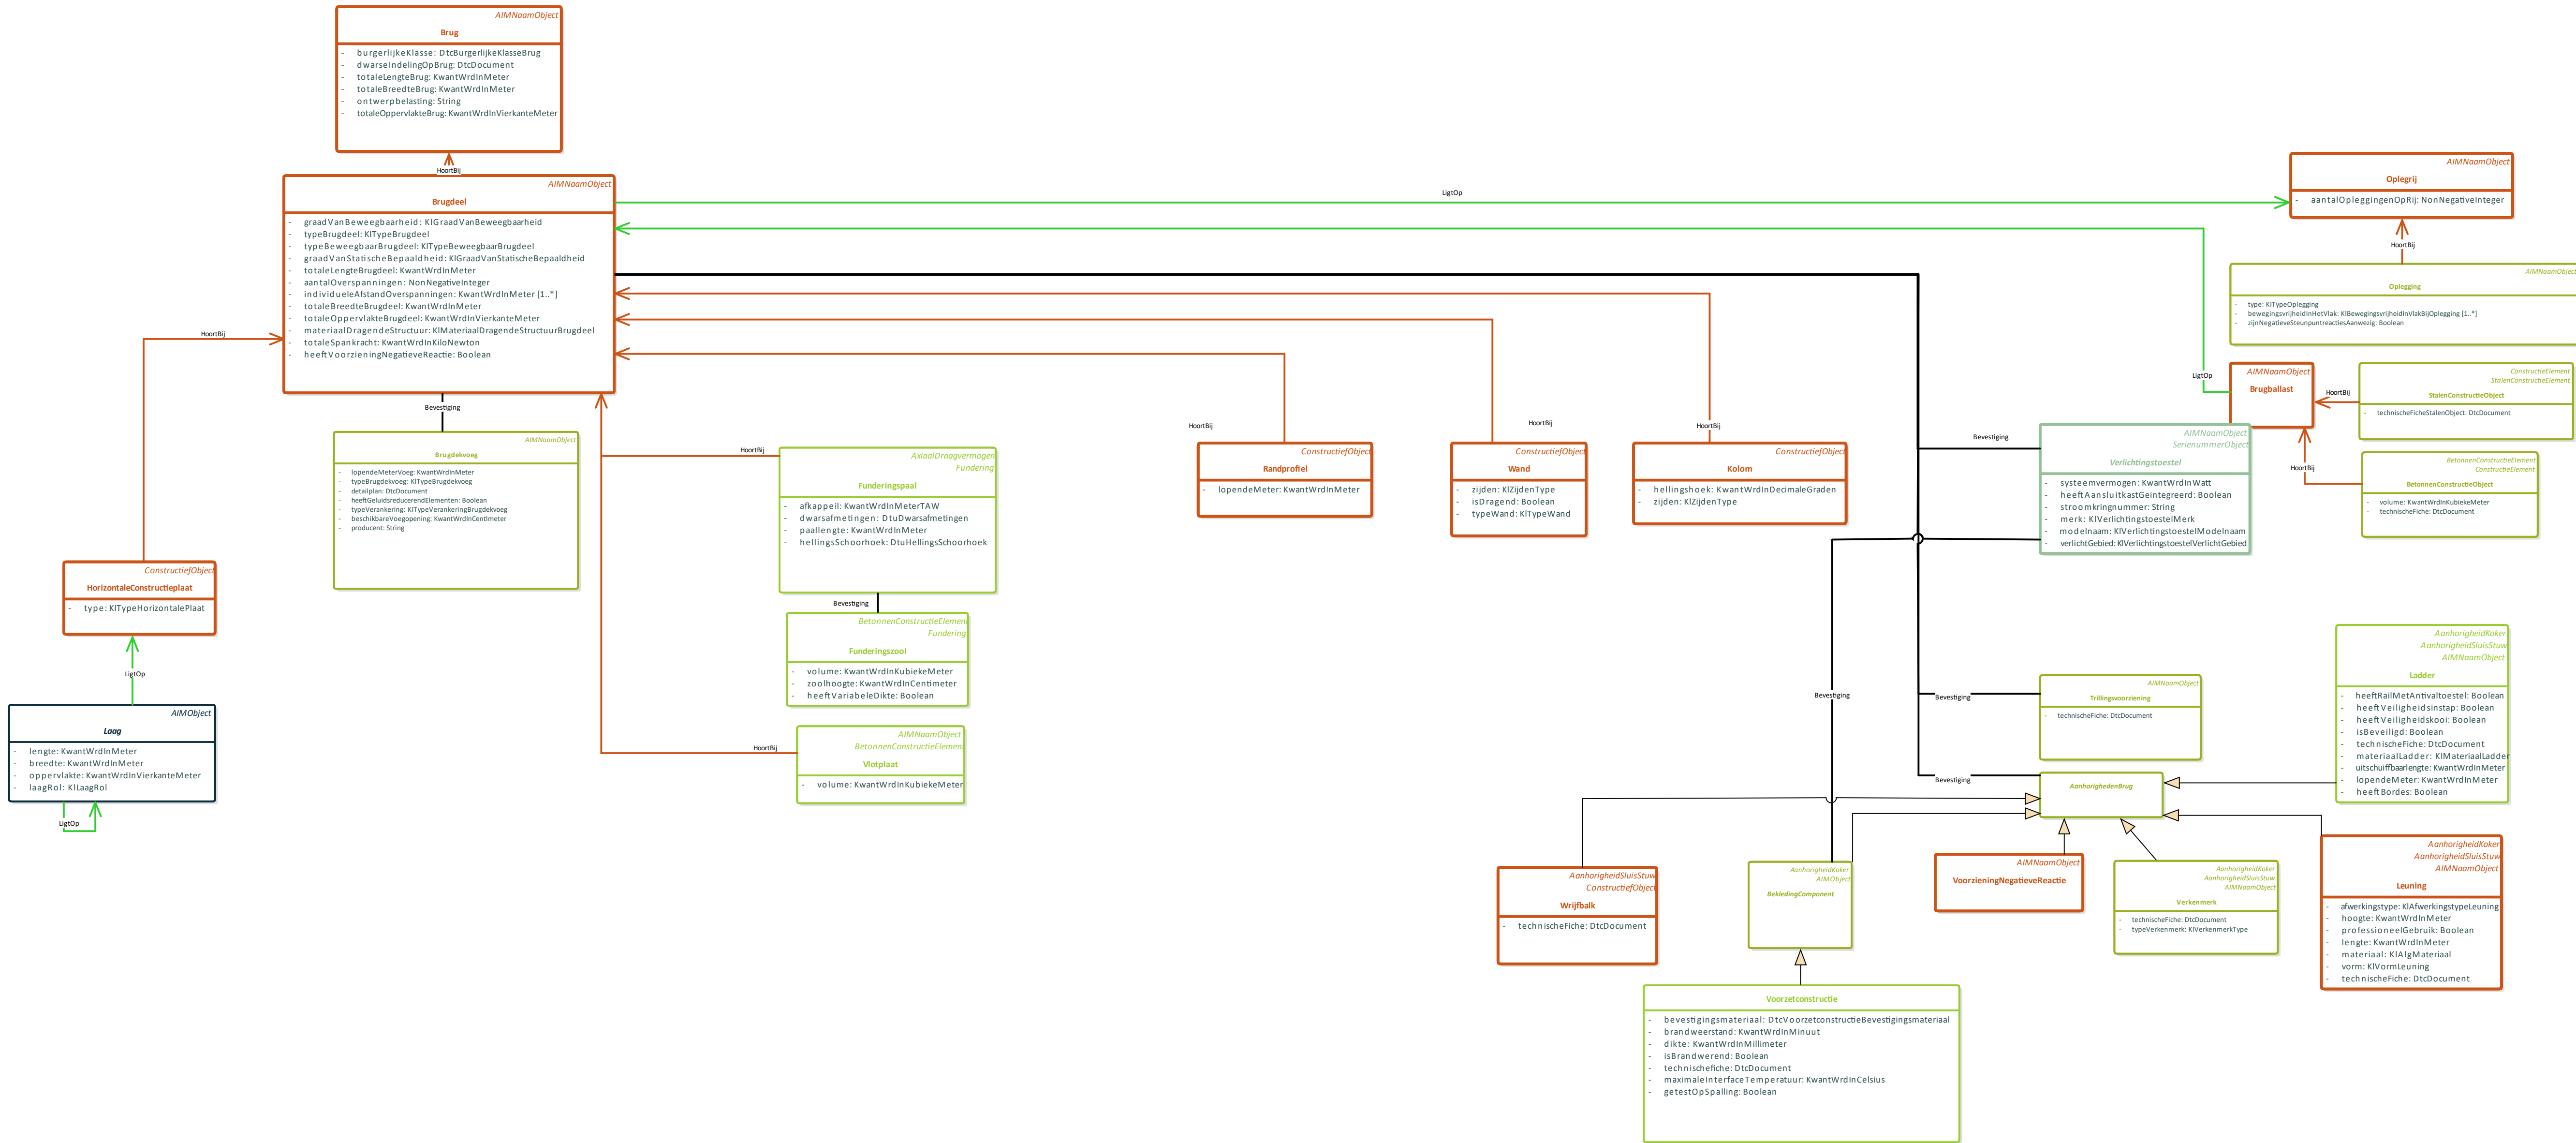 AIMNaamObject
Brug
- burgerlijkeKlasse: DtcBurgerlijkeKlasseBrug
- dwarseIndelingOpBrug: DtcDocument
- totaleLengteBrug: KwantWrdInMeter
- totaleBreedteBrug: KwantWrdInMeter
- ontwerpbelasting: String
- totaleOppervlakteBrug: KwantWrdInVierkanteMeter
HoortBij
AIMNaamObject
Brugdeel
- graadVanBeweegbaarheid: KlGraadVanBeweegbaarheid
- typeBrugdeel: KlTypeBrugdeel
- typeBeweegbaarBrugdeel: KlTypeBeweegbaarBrugdeel
- graadVanStatischeBepaaldheid: KlGraadVanStatischeBepaaldheid
- totaleLengteBrugdeel: KwantWrdInMeter
- aantalOverspanningen: NonNegativeInteger
- individueleAfstandOverspanningen: KwantWrdInMeter [1..*]
- totaleBreedteBrugdeel: KwantWrdInMeter
- totaleOppervlakteBrugdeel: KwantWrdInVierkanteMeter
- materiaalDragendeStructuur: KlMateriaalDragendeStructuurBrugdeel
- totaleSpankracht: KwantWrdInKiloNewton
- heeftVoorzieningNegatieveReactie: Boolean
LigtOp
AIMNaamObject
Oplegrij
- aantalOpleggingenOpRij: NonNegativeInteger
HoortBij
AIMNaamObject
Oplegging
- type: KlTypeOplegging
- bewegingsvrijheidInHetVlak: KlBewegingsvrijheidInVlakBijOplegging [1..*]
- zijnNegatieveSteunpuntreactiesAanwezig: Boolean
LigtOp
AIMNaamObject
Brugballast
HoortBij
ConstructieElement
StalenConstructieElement
StalenConstructieObject
- technischeFicheStalenObject: DtcDocument
HoortBij
BetonnenConstructieElement
ConstructieElement
BetonnenConstructieObject
- volume: KwantWrdInKubiekeMeter
- technischeFiche: DtcDocument
HoortBij
Bevestiging
AIMNaamObject
Brugdekvoeg
- lopendeMeterVoeg: KwantWrdInMeter
- typeBrugdekvoeg: KlTypeBrugdekvoeg
- detailplan: DtcDocument
- heeftGeluidsreducerendElementen: Boolean
- typeVerankering: KlTypeVerankeringBrugdekvoeg
- beschikbareVoegopening: KwantWrdInCentimeter
- producent: String
HoortBij
AxiaalDraagvermogen
Fundering
Funderingspaal
- afkappeil: KwantWrdInMeterTAW
- dwarsafmetingen: DtuDwarsafmetingen
- paallengte: KwantWrdInMeter
- hellingsSchoorhoek: DtuHellingsSchoorhoek
Bevestiging
BetonnenConstructieElement
Fundering
Funderingszool
- volume: KwantWrdInKubiekeMeter
- zoolhoogte: KwantWrdInCentimeter
- heeftVariabeleDikte: Boolean
HoortBij
AIMNaamObject
BetonnenConstructieElement
Vlotplaat
- volume: KwantWrdInKubiekeMeter
HoortBij
ConstructiefObject
Randprofiel
- lopendeMeter: KwantWrdInMeter
HoortBij
ConstructiefObject
Wand
- zijden: KlZijdenType
- isDragend: Boolean
- typeWand: KlTypeWand
HoortBij
ConstructiefObject
Kolom
- hellingshoek: KwantWrdInDecimaleGraden
- zijden: KlZijdenType
Bevestiging
AIMNaamObject
SerienummerObject
Verlichtingstoestel
- systeemvermogen: KwantWrdInWatt
- heeftAansluitkastGeintegreerd: Boolean
- stroomkringnummer: String
- merk: KlVerlichtingstoestelMerk
- modelnaam: KlVerlichtingstoestelModelnaam
- verlichtGebied: KlVerlichtingstoestelVerlichtGebied
ConstructiefObject
HorizontaleConstructieplaat
- type: KlTypeHorizontalePlaat
LigtOp
AIMObject
Laag
- lengte: KwantWrdInMeter
- breedte: KwantWrdInMeter
- oppervlakte: KwantWrdInVierkanteMeter
- laagRol: KlLaagRol
LigtOp
Bevestiging
Bevestiging
AIMNaamObject
Trillingsvoorziening
- technischeFiche: DtcDocument
Bevestiging
AanhorighedenBrug
AanhorigheidKoker
AanhorigheidSluisStuw
AIMNaamObject
Ladder
- heeftRailMetAntivaltoestel: Boolean
- heeftVeiligheidsinstap: Boolean
- heeftVeiligheidskooi: Boolean
- isBeveiligd: Boolean
- technischeFiche: DtcDocument
- materiaalLadder: KlMateriaalLadder
- uitschuifbaarlengte: KwantWrdInMeter
- lopendeMeter: KwantWrdInMeter
- heeftBordes: Boolean
AanhorigheidSluisStuw
ConstructiefObject
Wrijfbalk
- technischeFiche: DtcDocument
AanhorigheidKoker
AIMObject
BekledingComponent
AIMNaamObject
VoorzieningNegatieveReactie
AanhorigheidKoker
AanhorigheidSluisStuw
AIMNaamObject
Verkenmerk
- technischeFiche: DtcDocument
- typeVerkenmerk: KlVerkenmerkType
AanhorigheidKoker
AanhorigheidSluisStuw
AIMNaamObject
Leuning
- afwerkingstype: KlAfwerkingstypeLeuning
- hoogte: KwantWrdInMeter
- professioneelGebruik: Boolean
- lengte: KwantWrdInMeter
- materiaal: KlAlgMateriaal
- vorm: KlVormLeuning
- technischeFiche: DtcDocument
Voorzetconstructie
- bevestigingsmateriaal: DtcVoorzetconstructieBevestigingsmateriaal
- brandweerstand: KwantWrdInMinuut
- dikte: KwantWrdInMillimeter
- isBrandwerend: Boolean
- technischefiche: DtcDocument
- maximaleInterfaceTemperatuur: KwantWrdInCelsius
- getestOpSpalling: Boolean